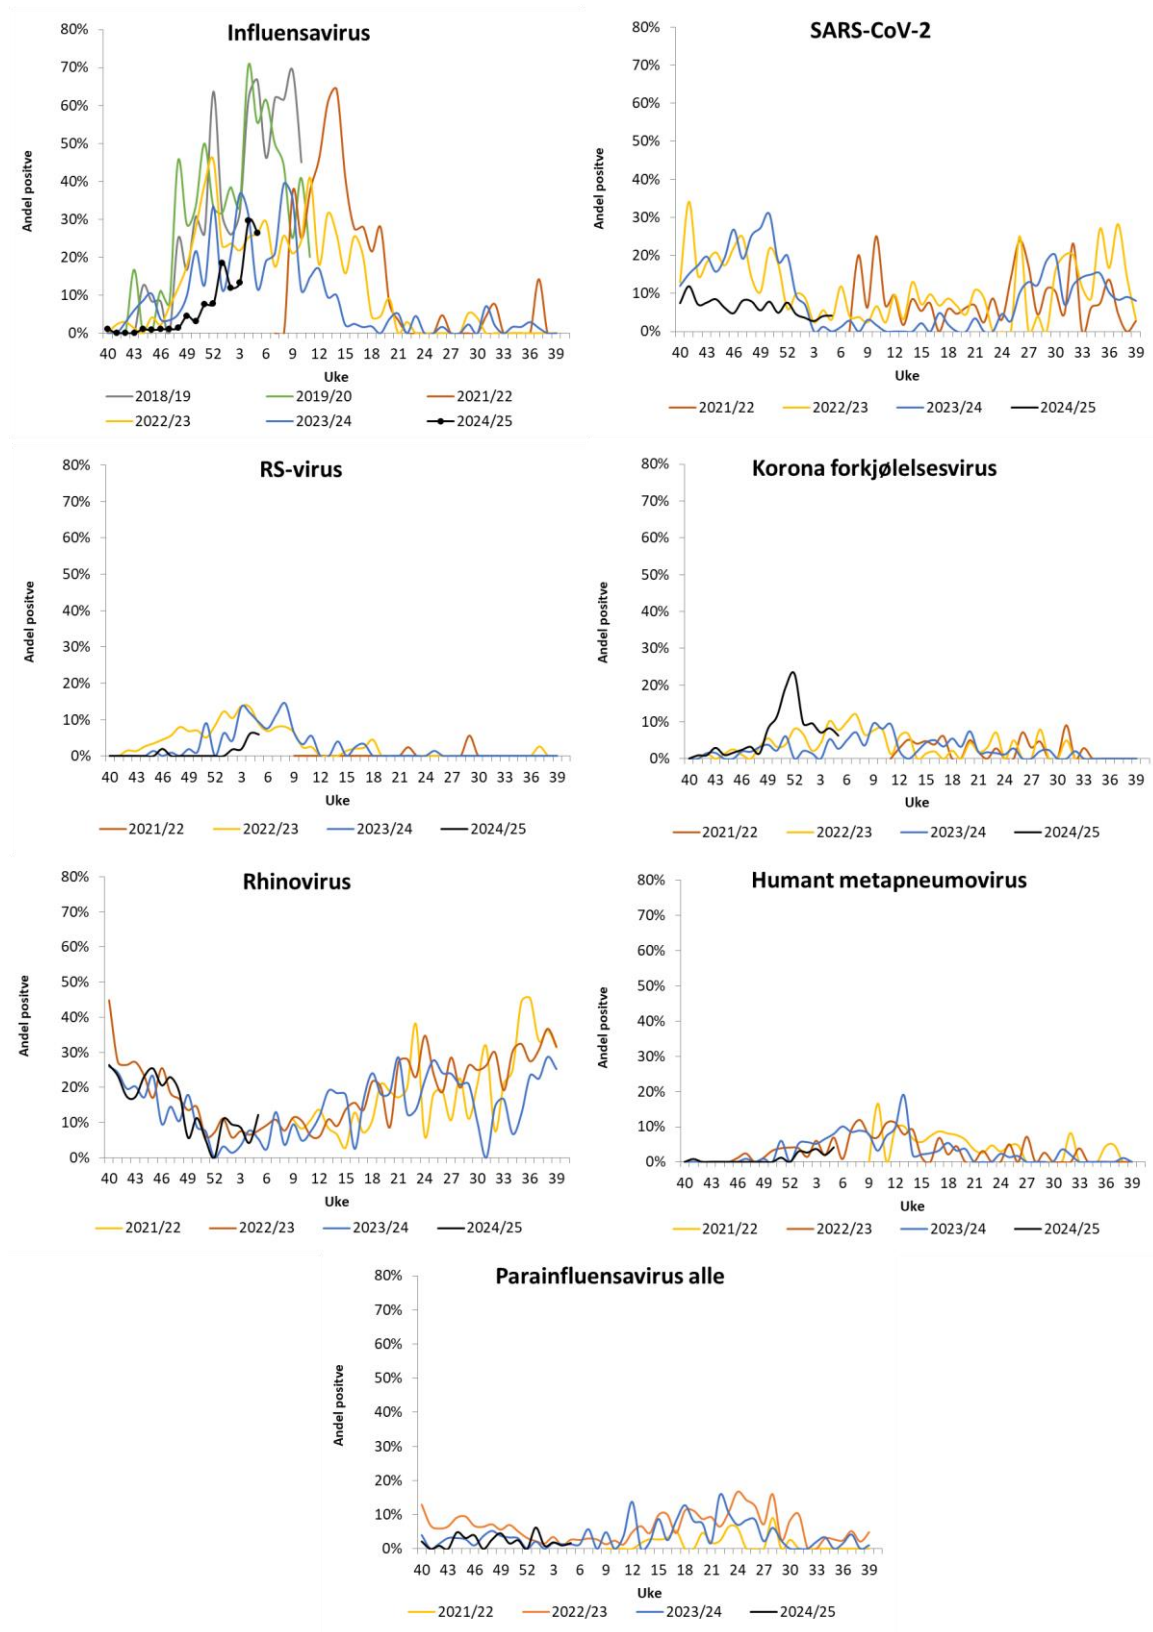 Influensavirus
80%
70%
60%
50%
40%
30%
20%
10%
0%
Andel positve
40 43 46 49 52 3 6 9 12 15 18 21 24 27 30 33 36 39
Uke
2018/19 2019/20 2021/22
2022/23 2023/24 2024/25
SARS-CoV-2
80%
70%
60%
50%
40%
30%
20%
10%
0%
Andel positve
40 43 46 49 52 3 6 9 12 15 18 21 24 27 30 33 36 39
Uke
2021/22 2022/23 2023/24 2024/25
RS-virus
80%
70%
60%
50%
40%
30%
20%
10%
0%
Andel positve
40 43 46 49 52 3 6 9 12 15 18 21 24 27 30 33 36 39
Uke
2021/22 2022/23 2023/24 2024/25
Korona forkjølelsesvirus
80%
70%
60%
50%
40%
30%
20%
10%
0%
Andel positve
40 43 46 49 52 3 6 9 12 15 18 21 24 27 30 33 36 39
Uke
2021/22 2022/23 2023/24 2024/25
Rhinovirus
80%
70%
60%
50%
40%
30%
20%
10%
0%
Andel positve
40 43 46 49 52 3 6 9 12 15 18 21 24 27 30 33 36 39
Uke
2021/22 2022/23 2023/24 2024/25
Humant metapneumovirus
80%
70%
60%
50%
40%
30%
20%
10%
0%
Andel positve
40 43 46 49 52 3 6 9 12 15 18 21 24 27 30 33 36 39
Uke
2021/22 2022/23 2023/24 2024/25
Parainfluensavirus alle
80%
70%
60%
50%
40%
30%
20%
10%
0%
Andel positve
40 43 46 49 52 3 6 9 12 15 18 21 24 27 30 33 36 39
Uke
2021/22 2022/23 2023/24 2024/25